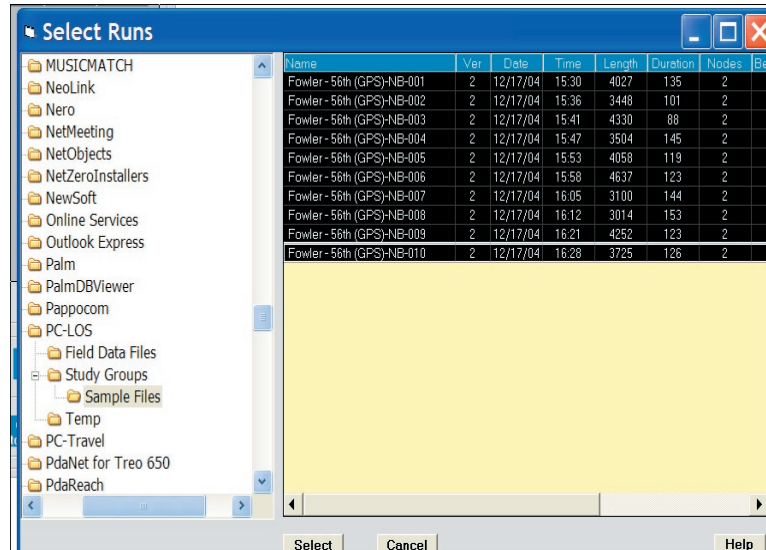 Select Runs
MUSICMATCH
NeoLink
Nero
NetMeeting
NetObjects
NetZeroInstallers
NewSoft
Online Services
Outlook Express
Palm
PalmDBViewer
Pappocom
PC-LOS
Field Data Files
Study Groups
Sample Files
Temp
PC-Travel
PdaNet for Treo 650
PdaReach
Name Ver Date Time Length Duration Nodes Be
Fowler - 56th (GPS)-NB-001 2 12/17/04 15:30 4027 135 2
Fowler - 56th (GPS)-NB-002 2 12/17/04 15:36 3448 101 2
Fowler - 56th (GPS)-NB-003 2 12/17/04 15:41 4330 88 2
Fowler - 56th (GPS)-NB-004 2 12/17/04 15:47 3504 145 2
Fowler - 56th (GPS)-NB-005 2 12/17/04 15:53 4058 119 2
Fowler - 56th (GPS)-NB-006 2 12/17/04 15:58 4637 123 2
Fowler - 56th (GPS)-NB-007 2 12/17/04 16:05 3100 144 2
Fowler - 56th (GPS)-NB-008 2 12/17/04 16:12 3014 153 2
Fowler - 56th (GPS)-NB-009 2 12/17/04 16:21 4252 123 2
Fowler - 56th (GPS)-NB-010 2 12/17/04 16:28 3725 126 2
Select Cancel Help